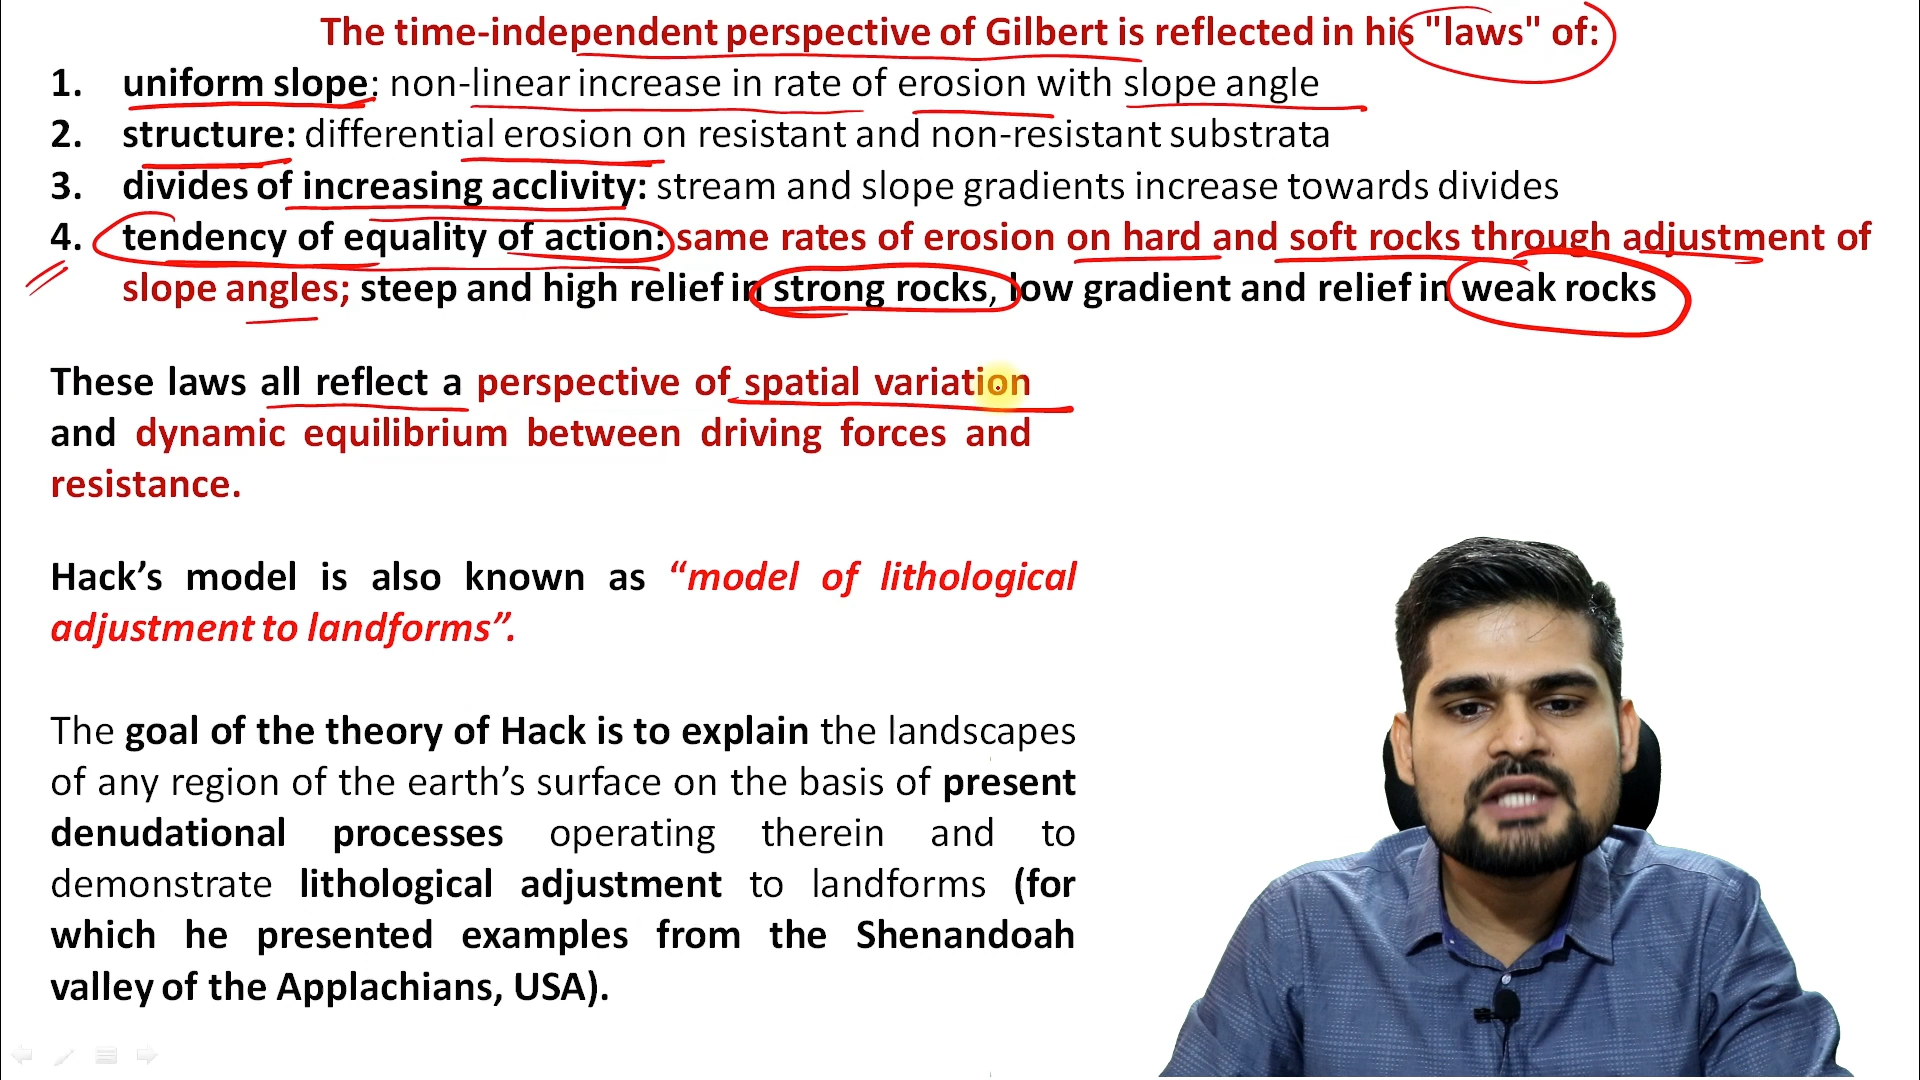 The time-independent perspective of Gilbert is reflected in his "laws" of:
1. uniform slope: non-linear increase in rate of erosion with slope angle
2. structure: differential erosion on resistant and non-resistant substrata
3. divides of increasing acclivity: stream and slope gradients increase towards divides
4. tendency of equality of action: same rates of erosion on hard and soft rocks through adjustment of
slope angles; steep and high relief in strong rocks, low gradient and relief in weak rocks
These laws all reflect a perspective of spatial variation
and dynamic equilibrium between driving forces and
resistance.
Hack’s model is also known as “model of lithological
adjustment to landforms”.
The goal of the theory of Hack is to explain the landscapes
of any region of the earth’s surface on the basis of present
denudational processes operating therein and to
demonstrate lithological adjustment to landforms (for
which he presented examples from the Shenandoah
valley of the Applachians, USA).